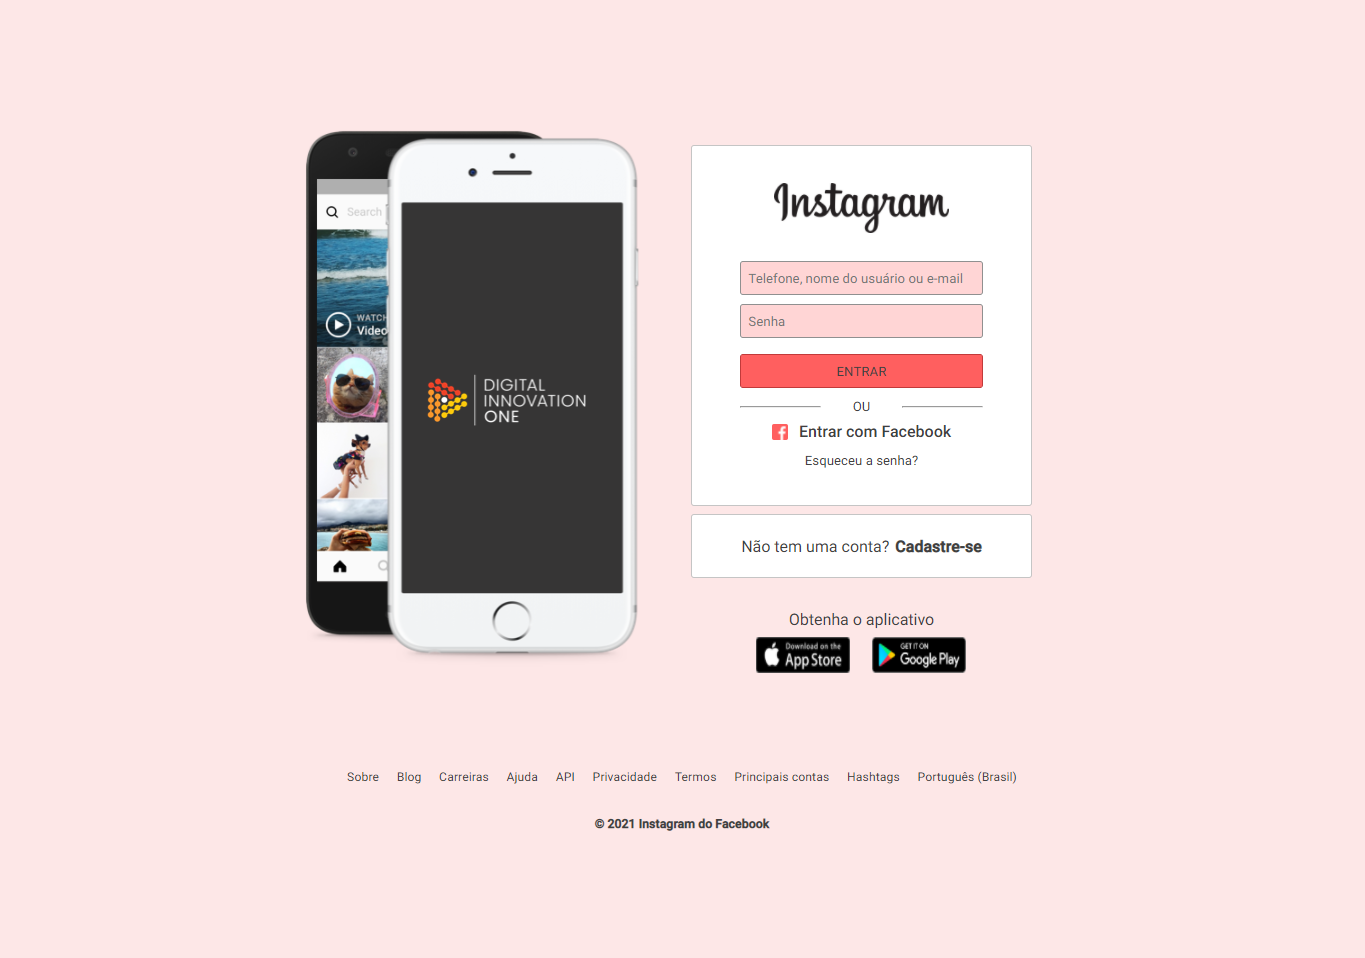 Search
WATCH
Video
DIGITAL
INNOVATION
ONE
Instagram
Telefone, nome do usuário ou e-mail
Senha
ENTRAR
OU
Entrar com Facebook
Esqueceu a senha?
Não tem uma conta? Cadastre-se
Obtenha o aplicativo
Download on the
App Store
GET IT ON
Google Play
Sobre Blog Carreiras Ajuda API Privacidade Termos Principais contas Hashtags Português (Brasil)
© 2021 Instagram do Facebook